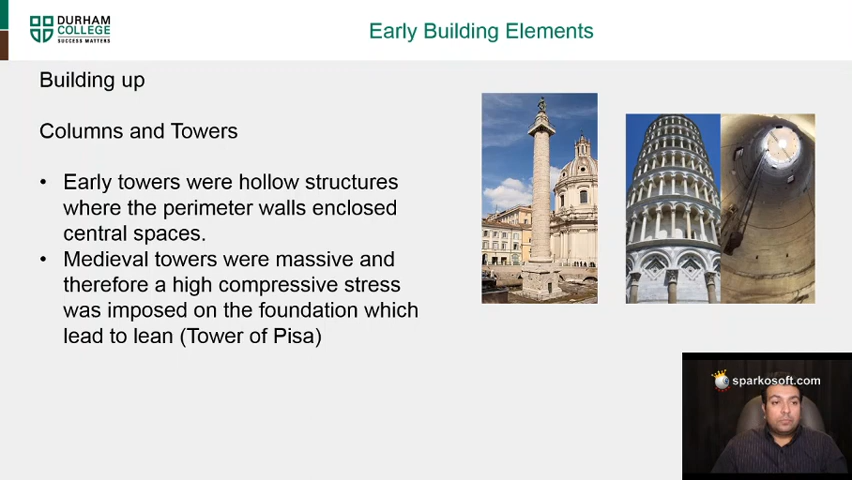 DURHAM
COLLEGE
SUCCESS MATTERS
Early Building Elements
Building up
Columns and Towers
• Early towers were hollow structures
where the perimeter walls enclosed
central spaces.
• Medieval towers were massive and
therefore a high compressive stress
was imposed on the foundation which
lead to lean (Tower of Pisa)
sparkosoft.com